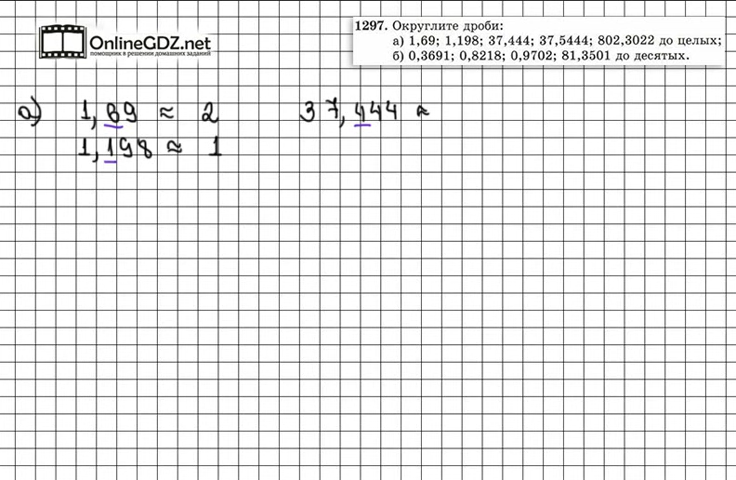 OnlineGDZ.net
помощник в решении домашних заданий
1297. Округлите дроби:
а) 1,69; 1,198; 37,444; 37,5444; 802,3022 до целых;
б) 0,3691; 0,8218; 0,9702; 81,3501 до десятых.
а) 1,69 ≈ 2
1,198 ≈ 1
37,444 ≈